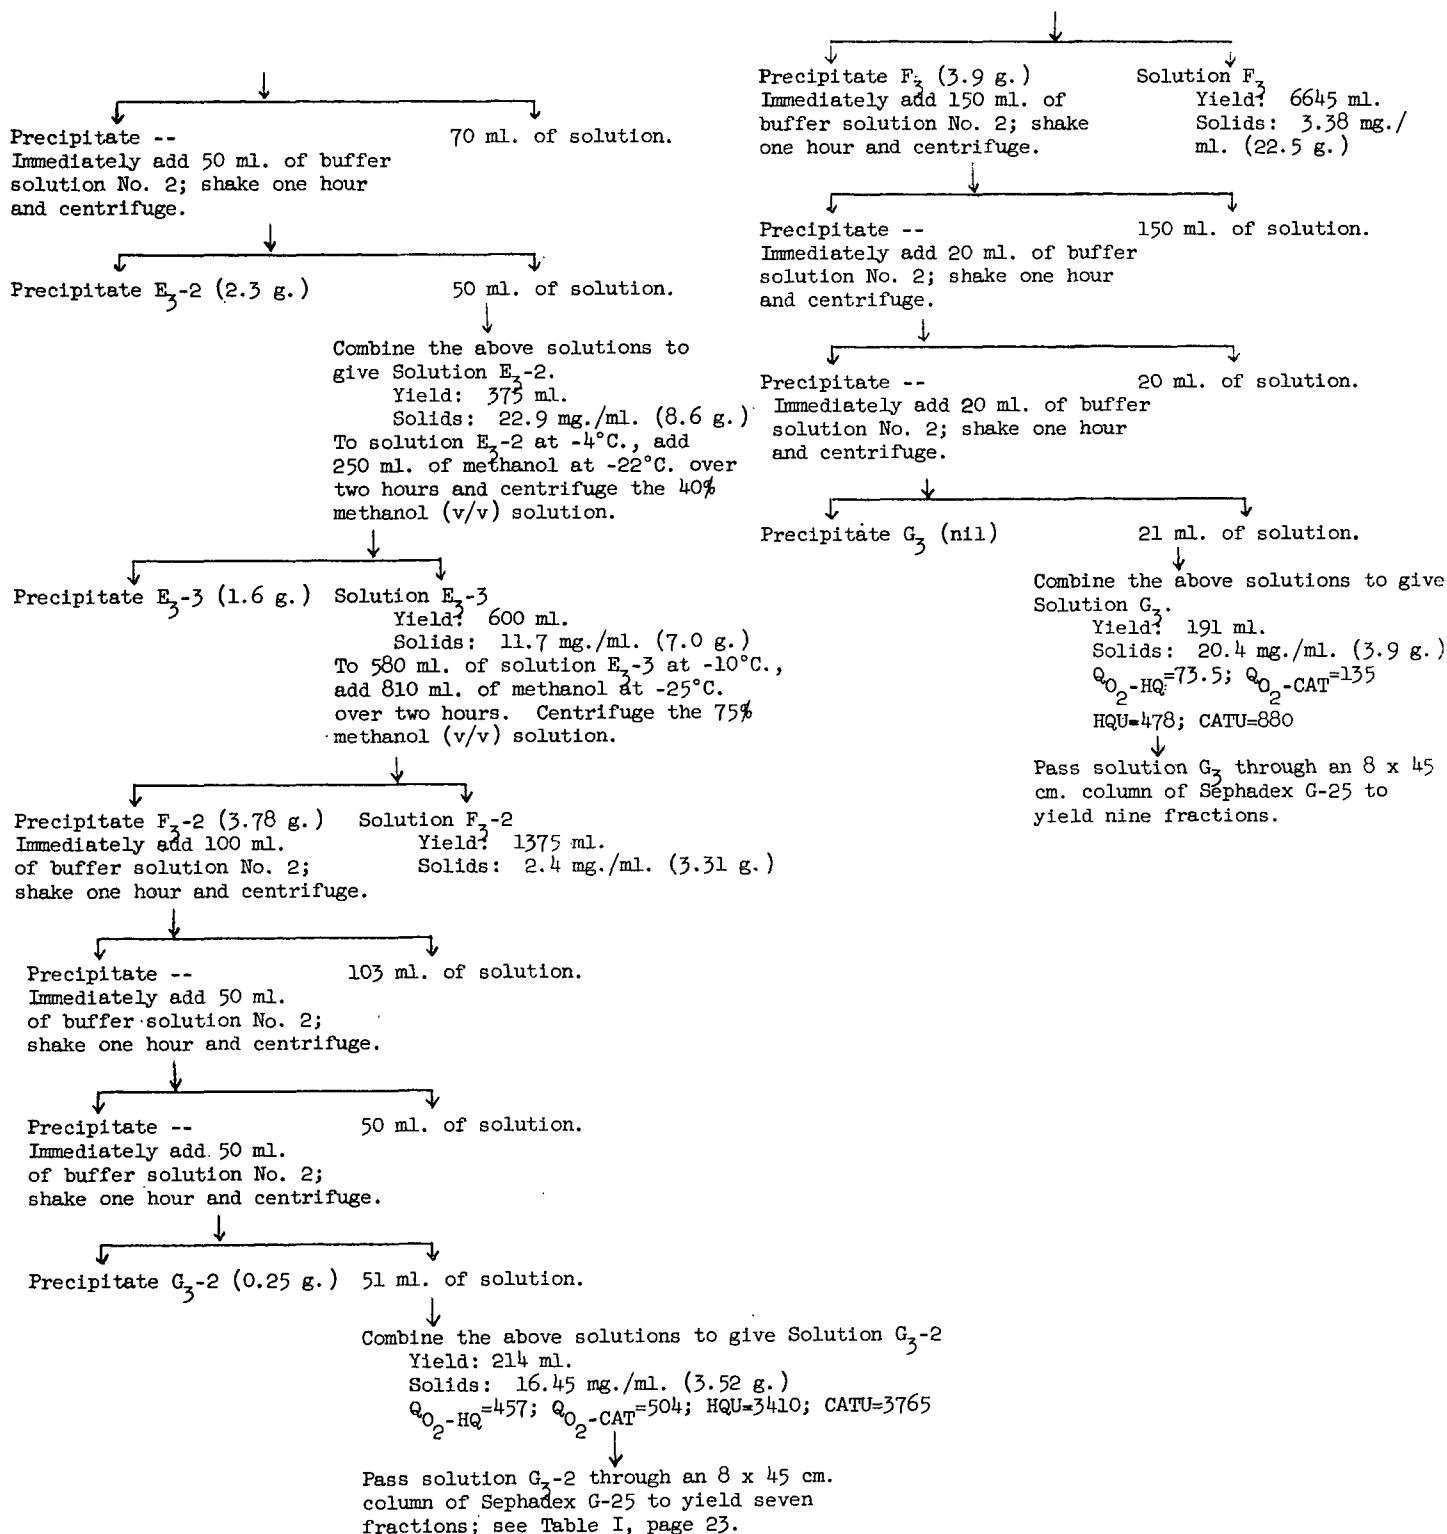 Precipitate --
Immediately add 50 ml. of buffer
solution No. 2; shake one hour
and centrifuge.
70 ml. of solution.
Precipitate E3-2 (2.3 g.)
50 ml. of solution.
Combine the above solutions to
give Solution E3-2.
Yield: 375 ml.
Solids: 22.9 mg./ml. (8.6 g.)
To solution E3-2 at -4°C., add
250 ml. of methanol at -22°C. over
two hours and centrifuge the 40%
methanol (v/v) solution.
Precipitate E3-3 (1.6 g.)
Solution E3-3
Yield: 600 ml.
Solids: 11.7 mg./ml. (7.0 g.)
To 580 ml. of solution E3-3 at -10°C.,
add 810 ml. of methanol at -25°C.
over two hours. Centrifuge the 75%
methanol (v/v) solution.
Precipitate F3-2 (3.78 g.)
Immediately add 100 ml.
of buffer solution No. 2;
shake one hour and centrifuge.
Solution F3-2
Yield: 1375 ml.
Solids: 2.4 mg./ml. (3.31 g.)
Precipitate --
Immediately add 50 ml.
of buffer solution No. 2;
shake one hour and centrifuge.
103 ml. of solution.
Precipitate --
Immediately add 50 ml.
of buffer solution No. 2;
shake one hour and centrifuge.
50 ml. of solution.
Precipitate G3-2 (0.25 g.)
51 ml. of solution.
Combine the above solutions to give Solution G3-2
Yield: 214 ml.
Solids: 16.45 mg./ml. (3.52 g.)
QO2-HQ=457; QO2-CAT=504; HQU=3410; CATU=3765
Pass solution G3-2 through an 8 x 45 cm.
column of Sephadex G-25 to yield seven
fractions; see Table I, page 23.
Precipitate F3 (3.9 g.)
Immediately add 150 ml. of
buffer solution No. 2; shake
one hour and centrifuge.
Solution F3
Yield: 6645 ml.
Solids: 3.38 mg./
ml. (22.5 g.)
Precipitate --
Immediately add 20 ml. of buffer
solution No. 2; shake one hour
and centrifuge.
150 ml. of solution.
Precipitate --
Immediately add 20 ml. of buffer
solution No. 2; shake one hour
and centrifuge.
20 ml. of solution.
Precipitate G3 (nil)
21 ml. of solution.
Combine the above solutions to give
Solution G3.
Yield: 191 ml.
Solids: 20.4 mg./ml. (3.9 g.)
QO2-HQ=73.5; QO2-CAT=135
HQU=478; CATU=880
Pass solution G3 through an 8 x 45
cm. column of Sephadex G-25 to
yield nine fractions.